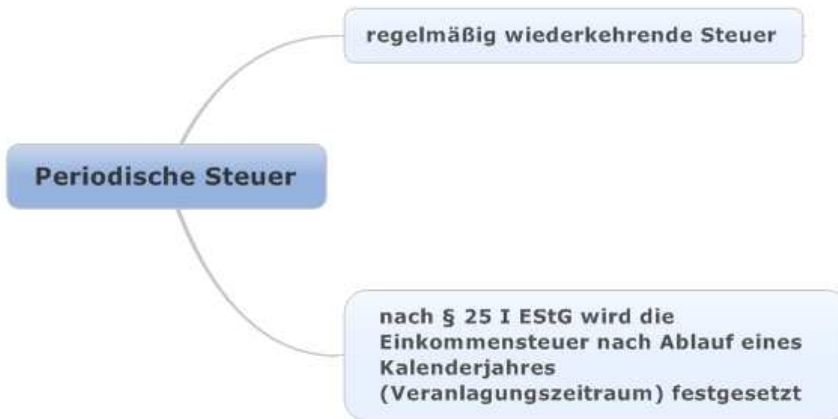 regelmäßig wiederkehrende Steuer
Periodische Steuer
nach § 25 I EStG wird die
Einkommensteuer nach Ablauf eines
Kalenderjahres
(Veranlagungszeitraum) festgesetzt